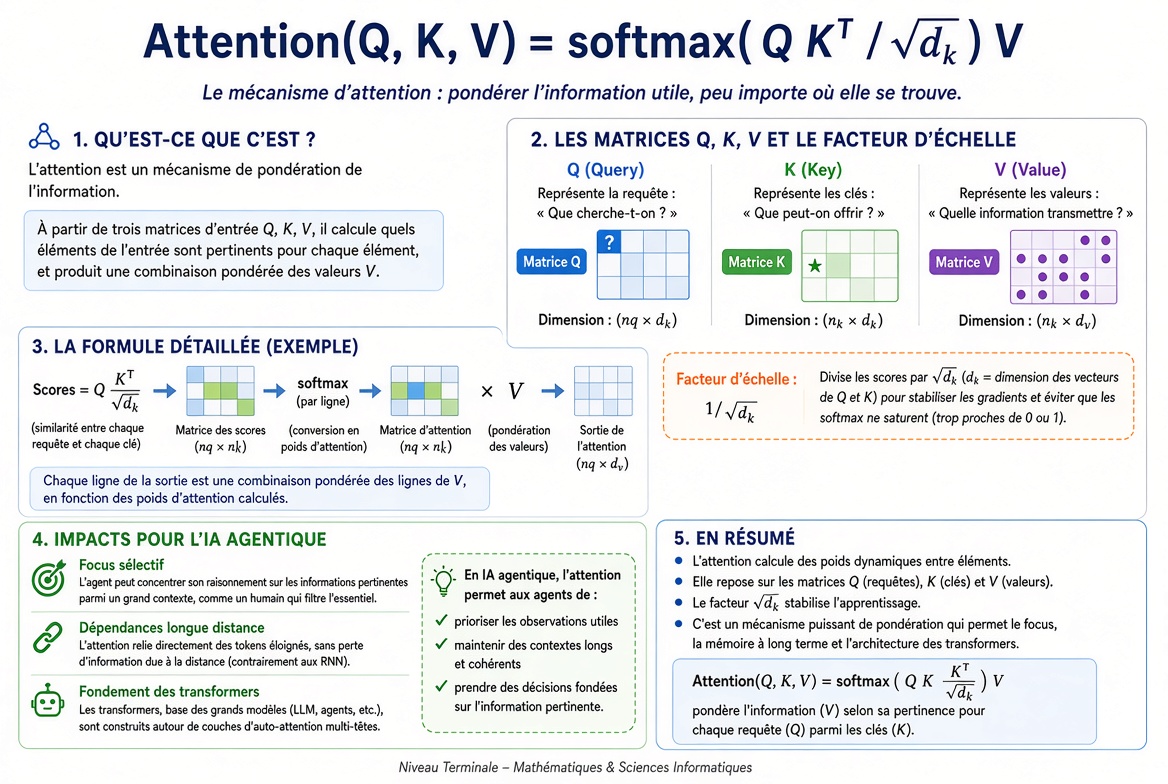 Attention(Q, K, V) = softmax( Q Kᵀ / √dₖ ) V
Le mécanisme d'attention : pondérer l'information utile, peu importe où elle se trouve.
1. QU'EST-CE QUE C'EST ?
L'attention est un mécanisme de pondération de
l'information.
À partir de trois matrices d'entrée Q, K, V, il calcule quels
éléments de l'entrée sont pertinents pour chaque élément,
et produit une combinaison pondérée des valeurs V.
2. LES MATRICES Q, K, V ET LE FACTEUR D'ÉCHELLE
Q (Query)
Représente la requête :
« Que cherche-t-on ? »
Matrice Q
?
Dimension : (nq × dₖ)
K (Key)
Représente les clés :
« Que peut-on offrir ? »
Matrice K
★
Dimension : (nₖ × dₖ)
V (Value)
Représente les valeurs :
« Quelle information transmettre ? »
Matrice V
Dimension : (nₖ × dᵥ)
Facteur d'échelle :
1/√dₖ
Divise les scores par √dₖ (dₖ = dimension des vecteurs
de Q et K) pour stabiliser les gradients et éviter que les
softmax ne saturent (trop proches de 0 ou 1).
3. LA FORMULE DÉTAILLÉE (EXEMPLE)
Scores = Q Kᵀ / √dₖ
(similarité entre chaque
requête et chaque clé)
Matrice des scores
(nq × nₖ)
softmax
(par ligne)
(conversion en
poids d'attention)
Matrice d'attention
(nq × nₖ)
× V
(pondération
des valeurs)
Sortie de
l'attention
(nq × dᵥ)
Chaque ligne de la sortie est une combinaison pondérée des lignes de V,
en fonction des poids d'attention calculés.
4. IMPACTS POUR L'IA AGENTIQUE
Focus sélectif
L'agent peut concentrer son raisonnement sur les informations pertinentes
parmi un grand contexte, comme un humain qui filtre l'essentiel.
Dépendances longue distance
L'attention relie directement des tokens éloignés, sans perte
d'information due à la distance (contrairement aux RNN).
Fondement des transformers
Les transformers, base des grands modèles (LLM, agents, etc.),
sont construits autour de couches d'auto-attention multi-têtes.
En IA agentique, l'attention
permet aux agents de :
✓ prioriser les observations utiles
✓ maintenir des contextes longs
et cohérents
✓ prendre des décisions fondées
sur l'information pertinente.
5. EN RÉSUMÉ
• L'attention calcule des poids dynamiques entre éléments.
• Elle repose sur les matrices Q (requêtes), K (clés) et V (valeurs).
• Le facteur √dₖ stabilise l'apprentissage.
• C'est un mécanisme puissant de pondération qui permet le focus,
la mémoire à long terme et l'architecture des transformers.
Attention(Q, K, V) = softmax ( Q K Kᵀ / √dₖ ) V
pondère l'information (V) selon sa pertinence pour
chaque requête (Q) parmi les clés (K).
Niveau Terminale – Mathématiques & Sciences Informatiques